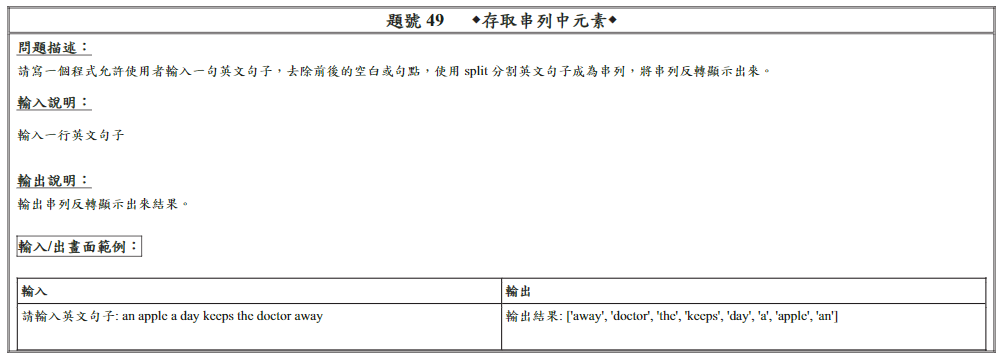 題號 49 ◆存取串列中元素◆
問題描述：
請寫一個程式允許使用者輸入一句英文句子，去除前後的空白或句點，使用 split 分割英文句子成為串列，將串列反轉顯示出來。
輸入說明：
輸入一行英文句子
輸出說明：
輸出串列反轉顯示出來結果。
輸入/出畫面範例：
輸入 輸出
請輸入英文句子: an apple a day keeps the doctor away 輸出結果: ['away', 'doctor', 'the', 'keeps', 'day', 'a', 'apple', 'an']